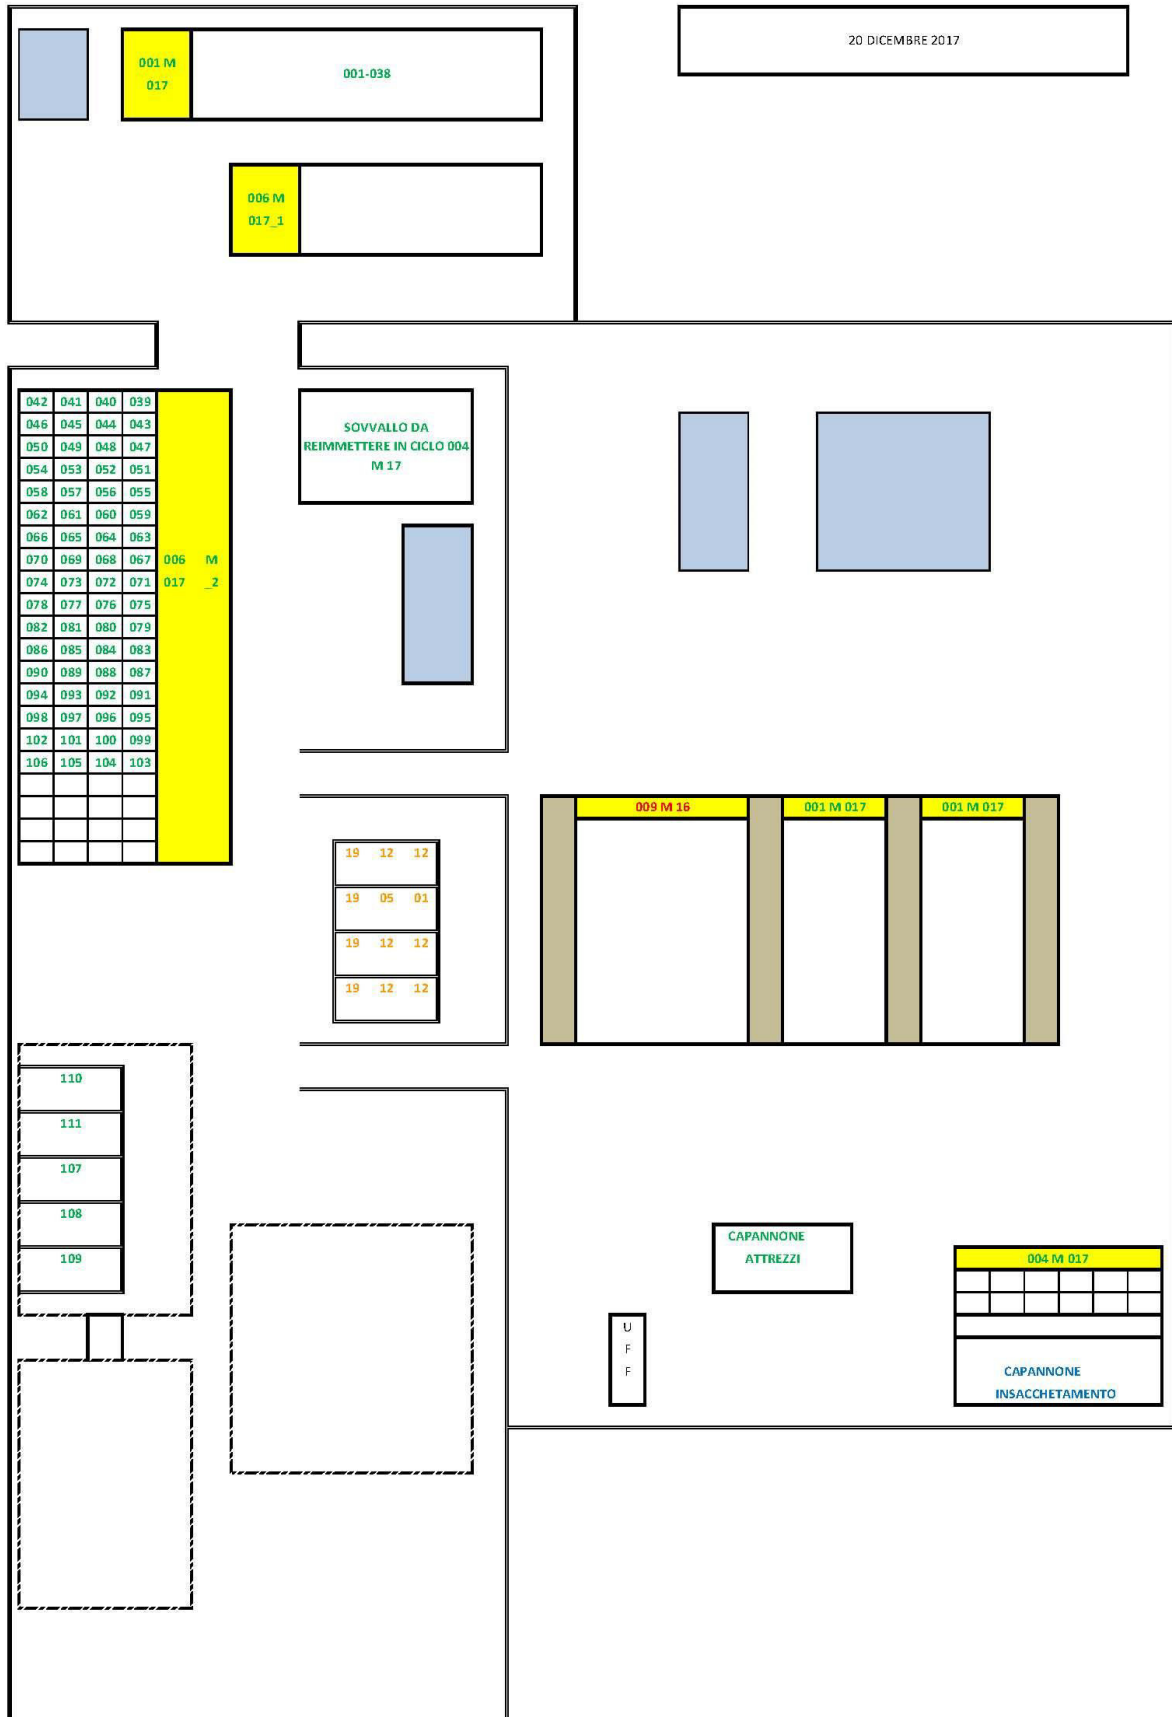 20 DICEMBRE 2017
001 M
017
001-038
006 M
017_1
042 041 040 039
046 045 044 043
050 049 048 047
054 053 052 051
058 057 056 055
062 061 060 059
066 065 064 063
070 069 068 067
074 073 072 071
078 077 076 075
082 081 080 079
086 085 084 083
090 089 088 087
094 093 092 091
098 097 096 095
102 101 100 099
106 105 104 103
006 M
017 _2
SOVVALLO DA
REIMMETTERE IN CICLO 004
M 17
009 M 16
001 M 017
001 M 017
19 12 12
19 05 01
19 12 12
19 12 12
110
111
107
108
109
CAPANNONE
ATTREZZI
004 M 017
U
F
F
CAPANNONE
INSACCHETAMENTO